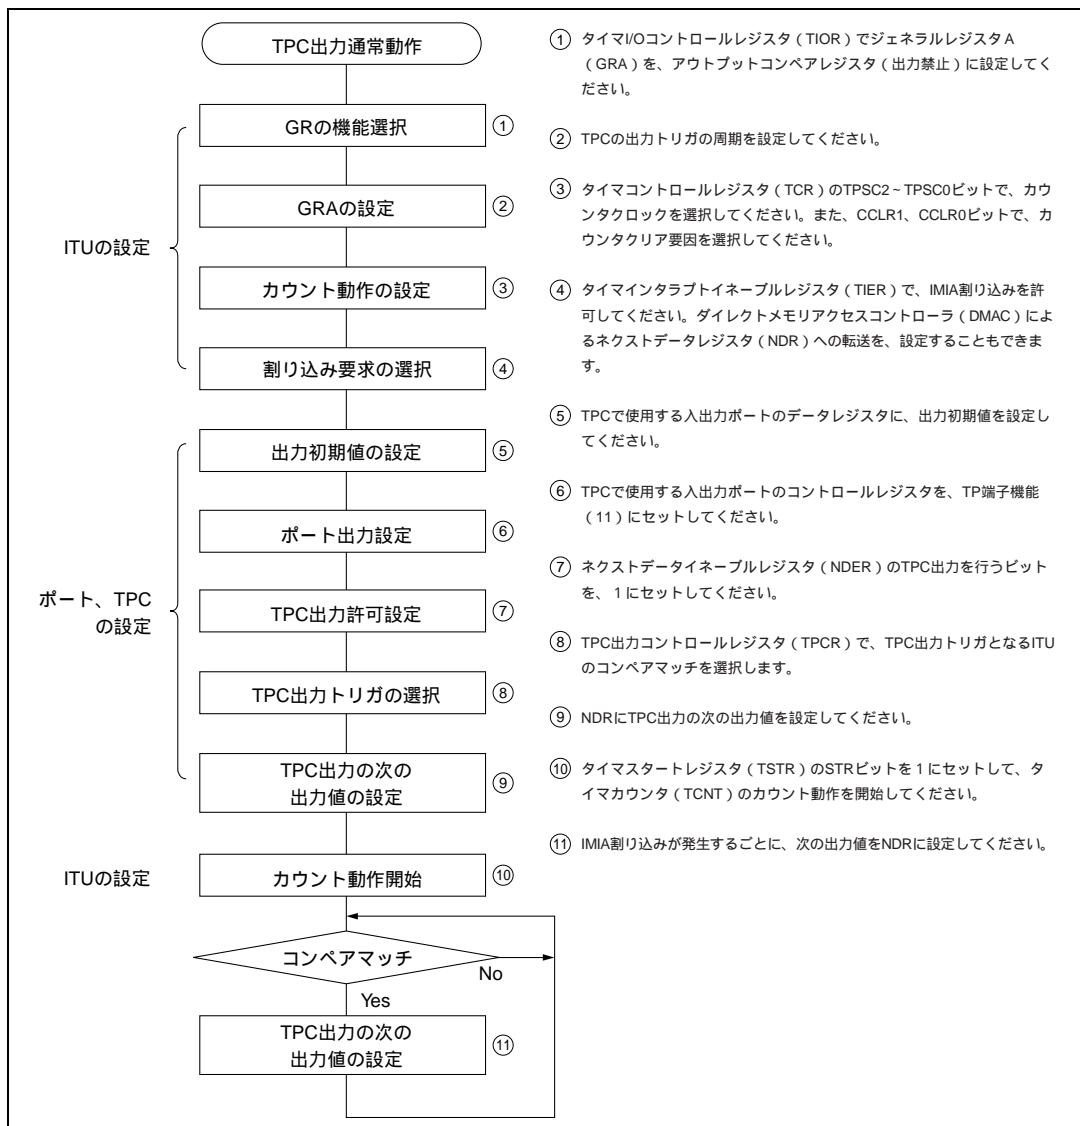 TPC出力通常動作
ITUの設定
GRの機能選択
①
GRAの設定
②
カウント動作の設定
③
割り込み要求の選択
④
ポート、TPC
の設定
出力初期値の設定
⑤
ポート出力設定
⑥
TPC出力許可設定
⑦
TPC出力トリガの選択
⑧
TPC出力の次の
出力値の設定
⑨
ITUの設定
カウント動作開始
⑩
コンペアマッチ
No
Yes
TPC出力の次の
出力値の設定
⑪
① タイマI/Oコントロールレジスタ（TIOR）でジェネラルレジスタA
（GRA）を、アウトプットコンペアレジスタ（出力禁止）に設定してく
ださい。
② TPCの出力トリガの周期を設定してください。
③ タイマコントロールレジスタ（TCR）のTPSC2～TPSC0ビットで、カウ
ンタクロックを選択してください。また、CCLR1、CCLR0ビットで、カ
ウンタクリア要因を選択してください。
④ タイマインタラプトイネーブルレジスタ（TIER）で、IMIA割り込みを許
可してください。ダイレクトメモリアクセスコントローラ（DMAC）によ
るネクストデータレジスタ（NDR）への転送を、設定することもできま
す。
⑤ TPCで使用する入出力ポートのデータレジスタに、出力初期値を設定し
てください。
⑥ TPCで使用する入出力ポートのコントロールレジスタを、TP端子機能
（11）にセットしてください。
⑦ ネクストデータイネーブルレジスタ（NDER）のTPC出力を行うビット
を、１にセットしてください。
⑧ TPC出力コントロールレジスタ（TPCR）で、TPC出力トリガとなるITU
のコンペアマッチを選択します。
⑨ NDRにTPC出力の次の出力値を設定してください。
⑩ タイマスタートレジスタ（TSTR）のSTRビットを１にセットして、タ
イマカウンタ（TCNT）のカウント動作を開始してください。
⑪ IMIA割り込みが発生するごとに、次の出力値をNDRに設定してください。